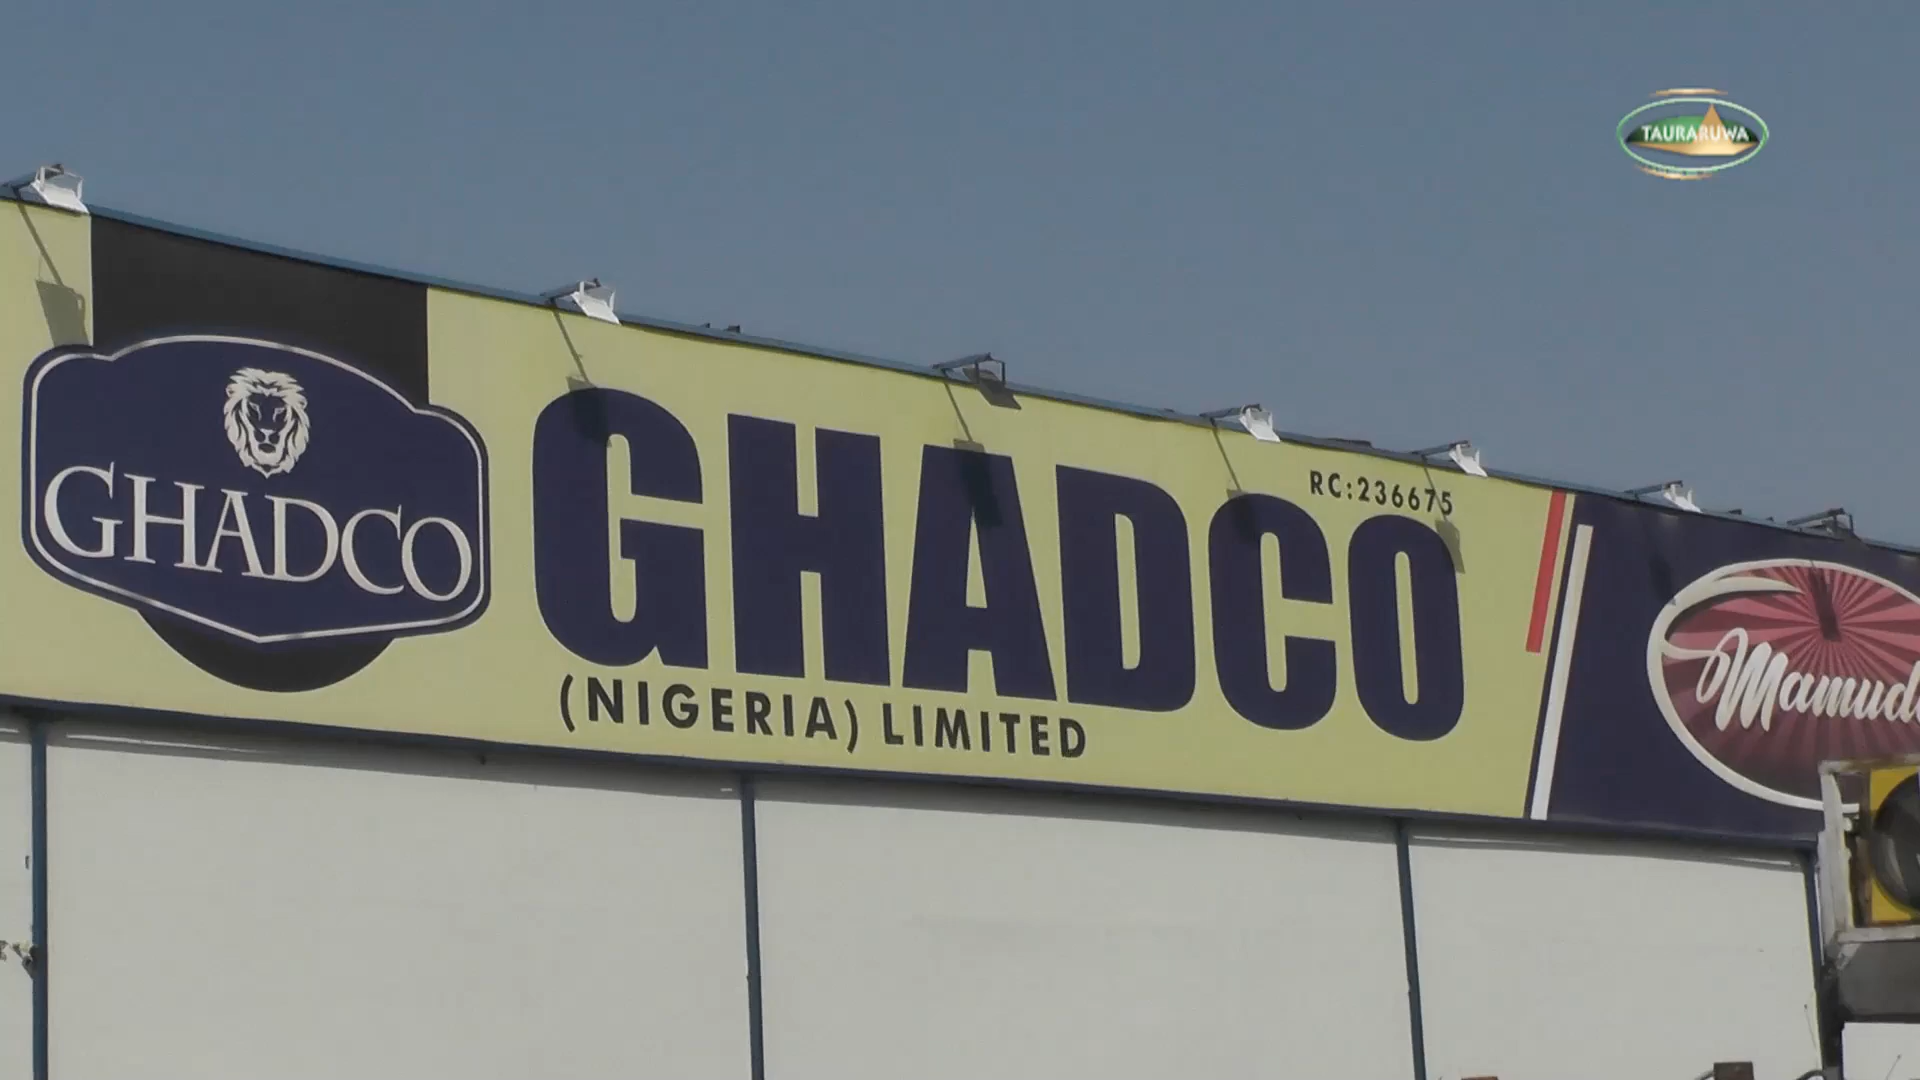 TAURARUWA
GHADCO
GHADCO
RC:236675
(NIGERIA) LIMITED